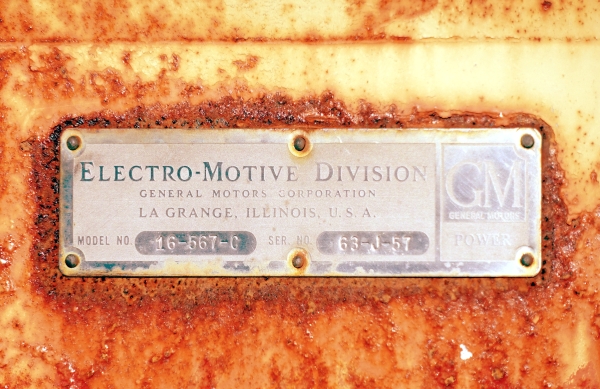 ELECTRO-MOTIVE DIVISION
GENERAL MOTORS CORPORATION
LA GRANGE, ILLINOIS, U. S. A.
MODEL NO. 16-567-C SER. NO. 63-J-57
GM
GENERAL MOTORS
POWER